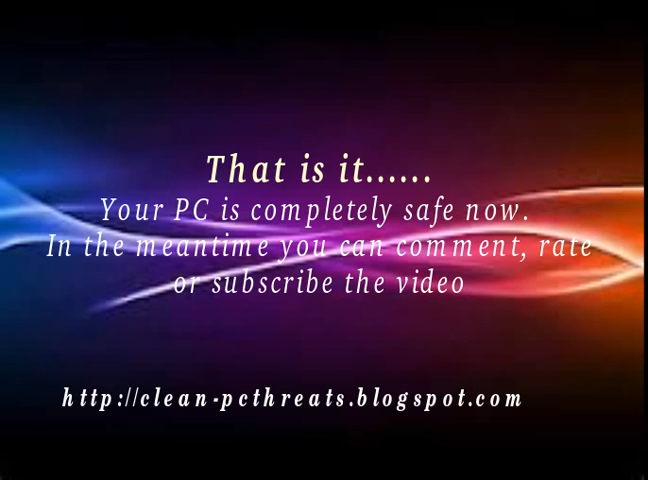 That is it......
Your PC is completely safe now.
In the meantime you can comment, rate
or subscribe the video
http://clean-pcthreats.blogspot.com